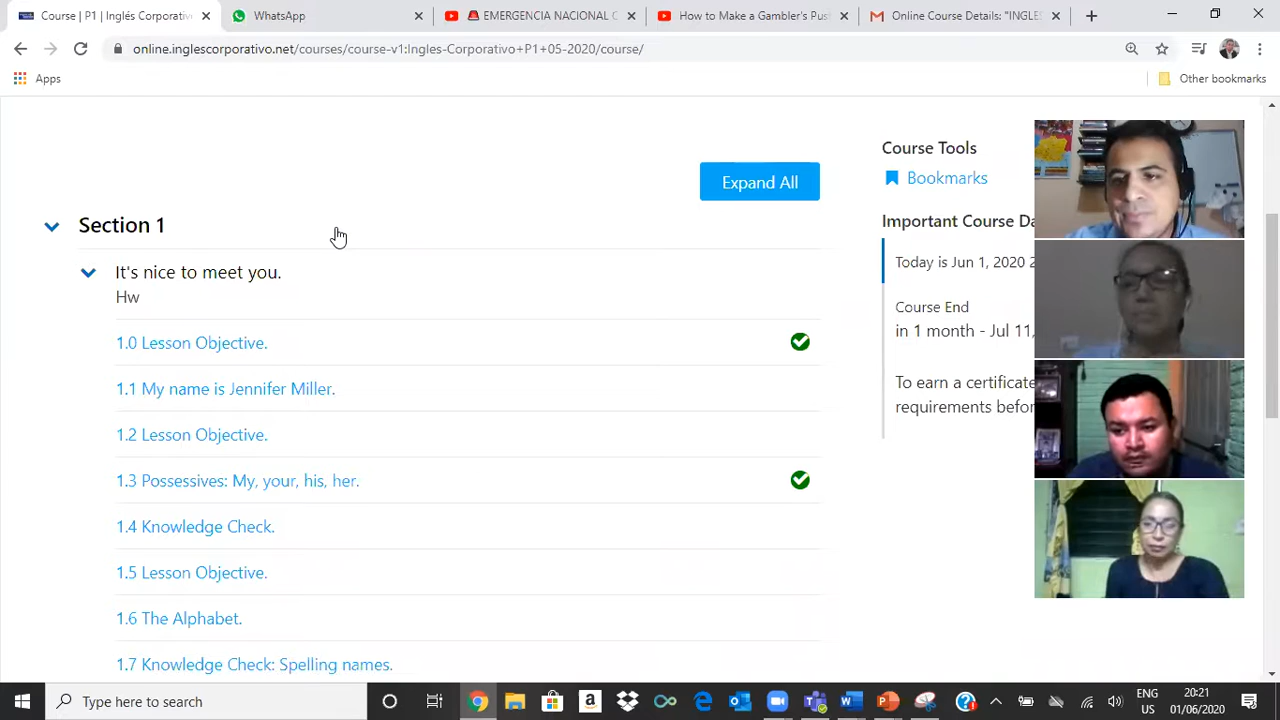 Course | P1 | Inglés Corporativo
WhatsApp
EMERGENCIA NACIONAL C
How to Make a Gambler's Pus
Online Course Details: "INGLES
online.inglescorporativo.net/courses/course-v1:Ingles-Corporativo+P1+05-2020/course/
Apps
Other bookmarks
Course Tools
Expand All
Bookmarks
Section 1
Important Course Da
It's nice to meet you.
Today is Jun 1, 2020 2
Hw
Course End
in 1 month - Jul 11,
1.0 Lesson Objective.
To earn a certificate
1.1 My name is Jennifer Miller.
requirements befor
1.2 Lesson Objective.
1.3 Possessives: My, your, his, her.
1.4 Knowledge Check.
1.5 Lesson Objective.
1.6 The Alphabet.
1.7 Knowledge Check: Spelling names.
Type here to search
ENG
US
20:21
01/06/2020